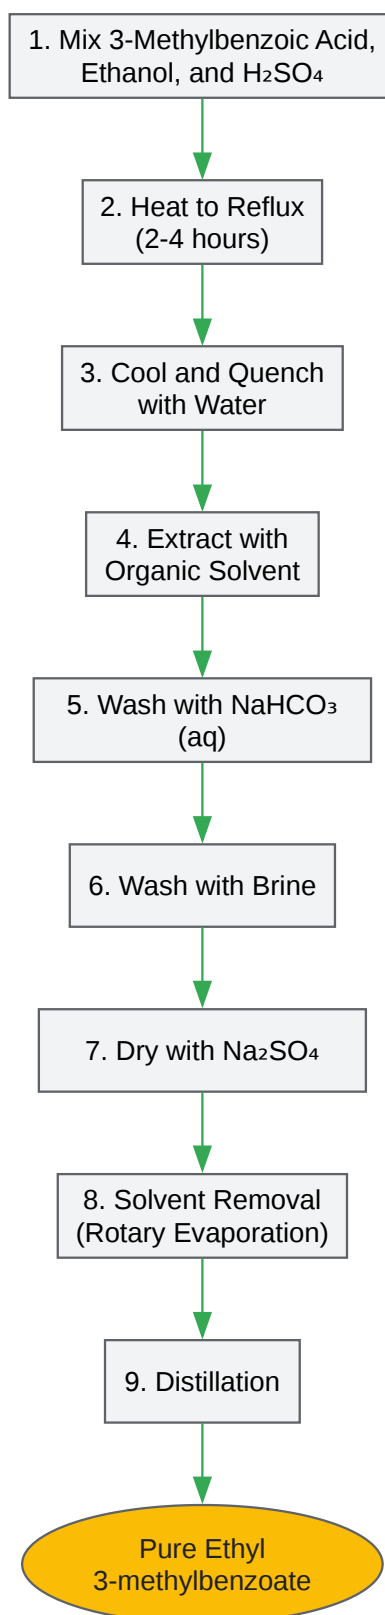 1. Mix 3-Methylbenzoic Acid,
Ethanol, and H₂SO₄
2. Heat to Reflux
(2-4 hours)
3. Cool and Quench
with Water
4. Extract with
Organic Solvent
5. Wash with NaHCO₃
(aq)
6. Wash with Brine
7. Dry with Na₂SO₄
8. Solvent Removal
(Rotary Evaporation)
9. Distillation
Pure Ethyl
3-methylbenzoate